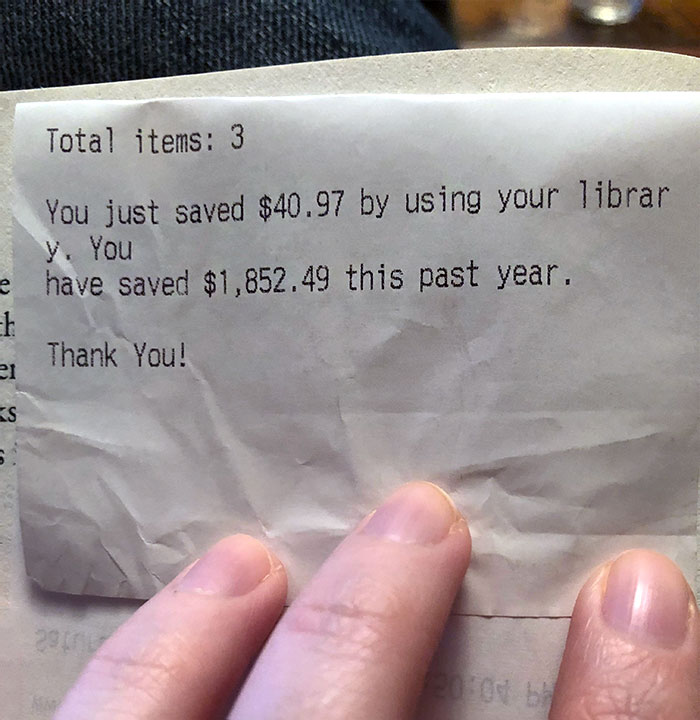 Total items: 3
You just saved $40.97 by using your librar
y. You
have saved $1,852.49 this past year.
Thank You!
e
ks
s